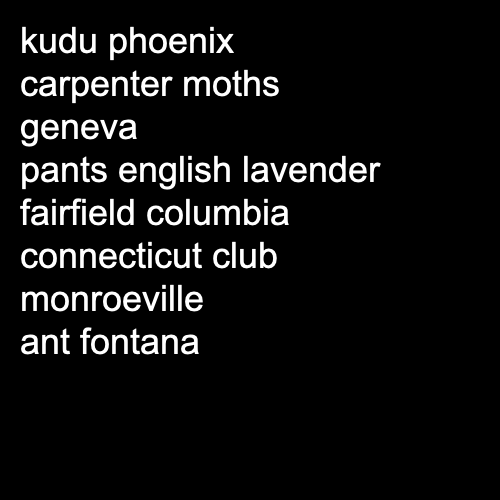 kudu phoenix
carpenter moths
geneva
pants english lavender
fairfield columbia
connecticut club
monroeville
ant fontana